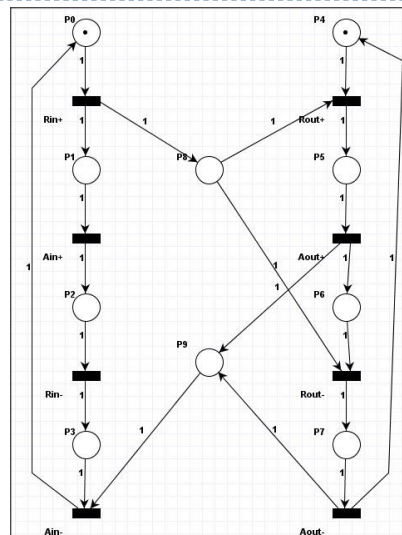 P0 P4
1 1
Rin+ 1 1 1 Rout+ 1
P1 P8 P5
1 1
Ain+ 1 Aout+ 1 1
1 1 1
P2 P6
P9
1 1
Rin- 1 Rout- 1
P3 P7
1 1 1 1
Ain- Aout-